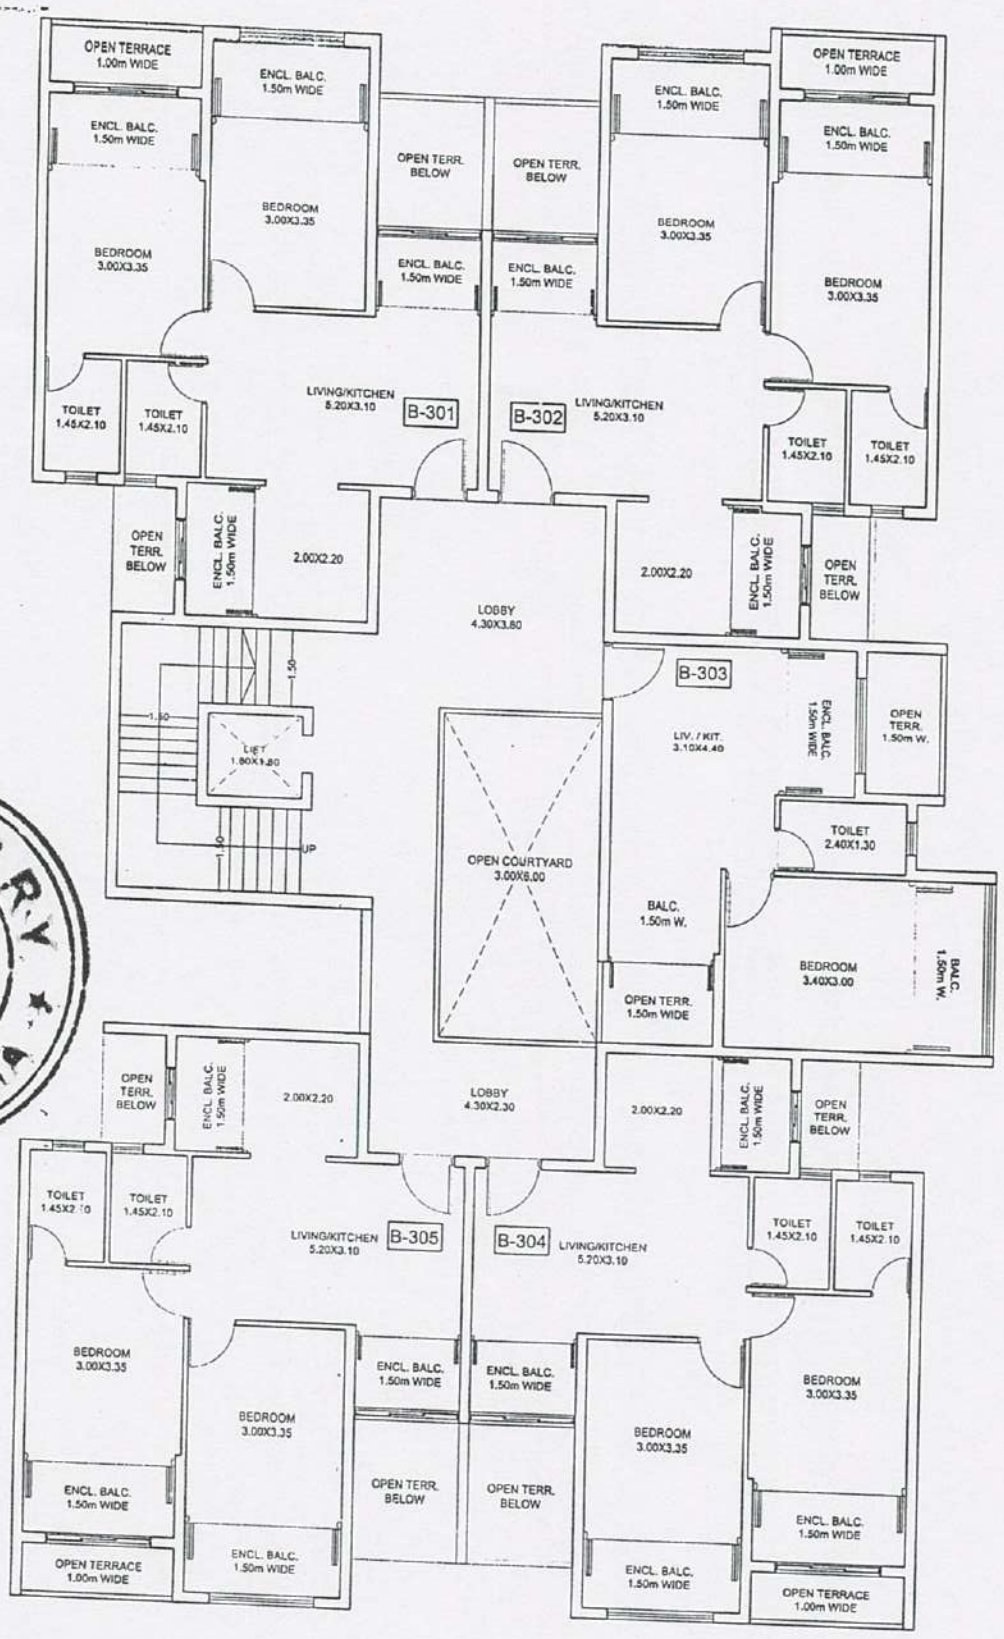 OPEN TERRACE
1.00m WIDE
ENCL. BALC.
1.50m WIDE
ENCL. BALC.
1.50m WIDE
OPEN TERRACE
1.00m WIDE
ENCL. BALC.
1.50m WIDE
OPEN TERR.
BELOW
OPEN TERR.
BELOW
ENCL. BALC.
1.50m WIDE
BEDROOM
3.00X3.35
BEDROOM
3.00X3.35
BEDROOM
3.00X3.35
BEDROOM
3.00X3.35
ENCL. BALC.
1.50m WIDE
ENCL. BALC.
1.50m WIDE
TOILET
1.45X2.10
TOILET
1.45X2.10
LIVING/KITCHEN
5.20X3.10
B-301
B-302
LIVING/KITCHEN
5.20X3.10
TOILET
1.45X2.10
TOILET
1.45X2.10
OPEN
TERR.
BELOW
ENCL. BALC.
1.50m WIDE
2.00X2.20
2.00X2.20
ENCL. BALC.
1.50m WIDE
OPEN
TERR.
BELOW
LOBBY
4.30X3.80
1.50
1.50
LIFT
1.80X1.80
1.50
UP
B-303
LIV. / KIT.
3.10X4.40
ENCL. BALC.
1.50m WIDE
OPEN
TERR.
1.50m W.
TOILET
2.40X1.30
OPEN COURTYARD
3.00X6.00
BALC.
1.50m W.
BEDROOM
3.40X3.00
BALC.
1.50m W.
OPEN TERR.
1.50m WIDE
RY
OPEN
TERR.
BELOW
ENCL. BALC.
1.50m WIDE
2.00X2.20
LOBBY
4.30X2.30
2.00X2.20
ENCL. BALC.
1.50m WIDE
OPEN
TERR.
BELOW
TOILET
1.45X2.10
TOILET
1.45X2.10
LIVING/KITCHEN
5.20X3.10
B-305
B-304
LIVING/KITCHEN
5.20X3.10
TOILET
1.45X2.10
TOILET
1.45X2.10
BEDROOM
3.00X3.35
BEDROOM
3.00X3.35
ENCL. BALC.
1.50m WIDE
ENCL. BALC.
1.50m WIDE
BEDROOM
3.00X3.35
BEDROOM
3.00X3.35
ENCL. BALC.
1.50m WIDE
OPEN TERR.
BELOW
OPEN TERR.
BELOW
ENCL. BALC.
1.50m WIDE
OPEN TERRACE
1.00m WIDE
ENCL. BALC.
1.50m WIDE
ENCL. BALC.
1.50m WIDE
OPEN TERRACE
1.00m WIDE